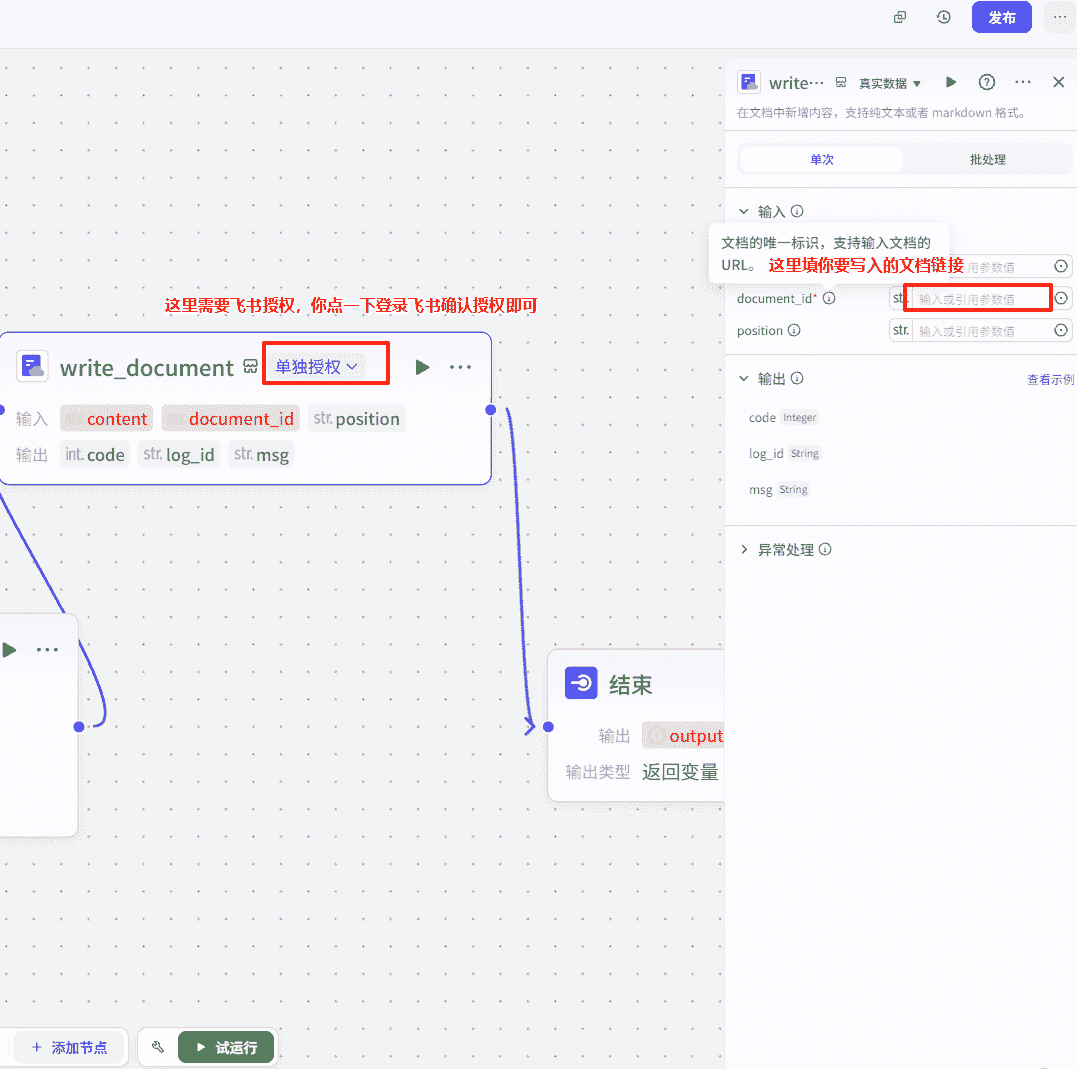 发布
write···
真实数据
在文档中新增内容，支持纯文本或者 markdown 格式。
单次
批处理
输入
文档的唯一标识，支持输入文档的
URL。
这里填你要写入的文档链接
用参数值
document_id*
str.
输入或引用参数值
position
str.
输入或引用参数值
输出
查看示例
code Integer
log_id String
msg String
异常处理
这里需要飞书授权，你点一下登录飞书确认授权即可
write_document
单独授权
输入 str. content str. document_id str. position
输出 int. code str. log_id str. msg
结束
输出 output
输出类型 返回变量
添加节点
试运行